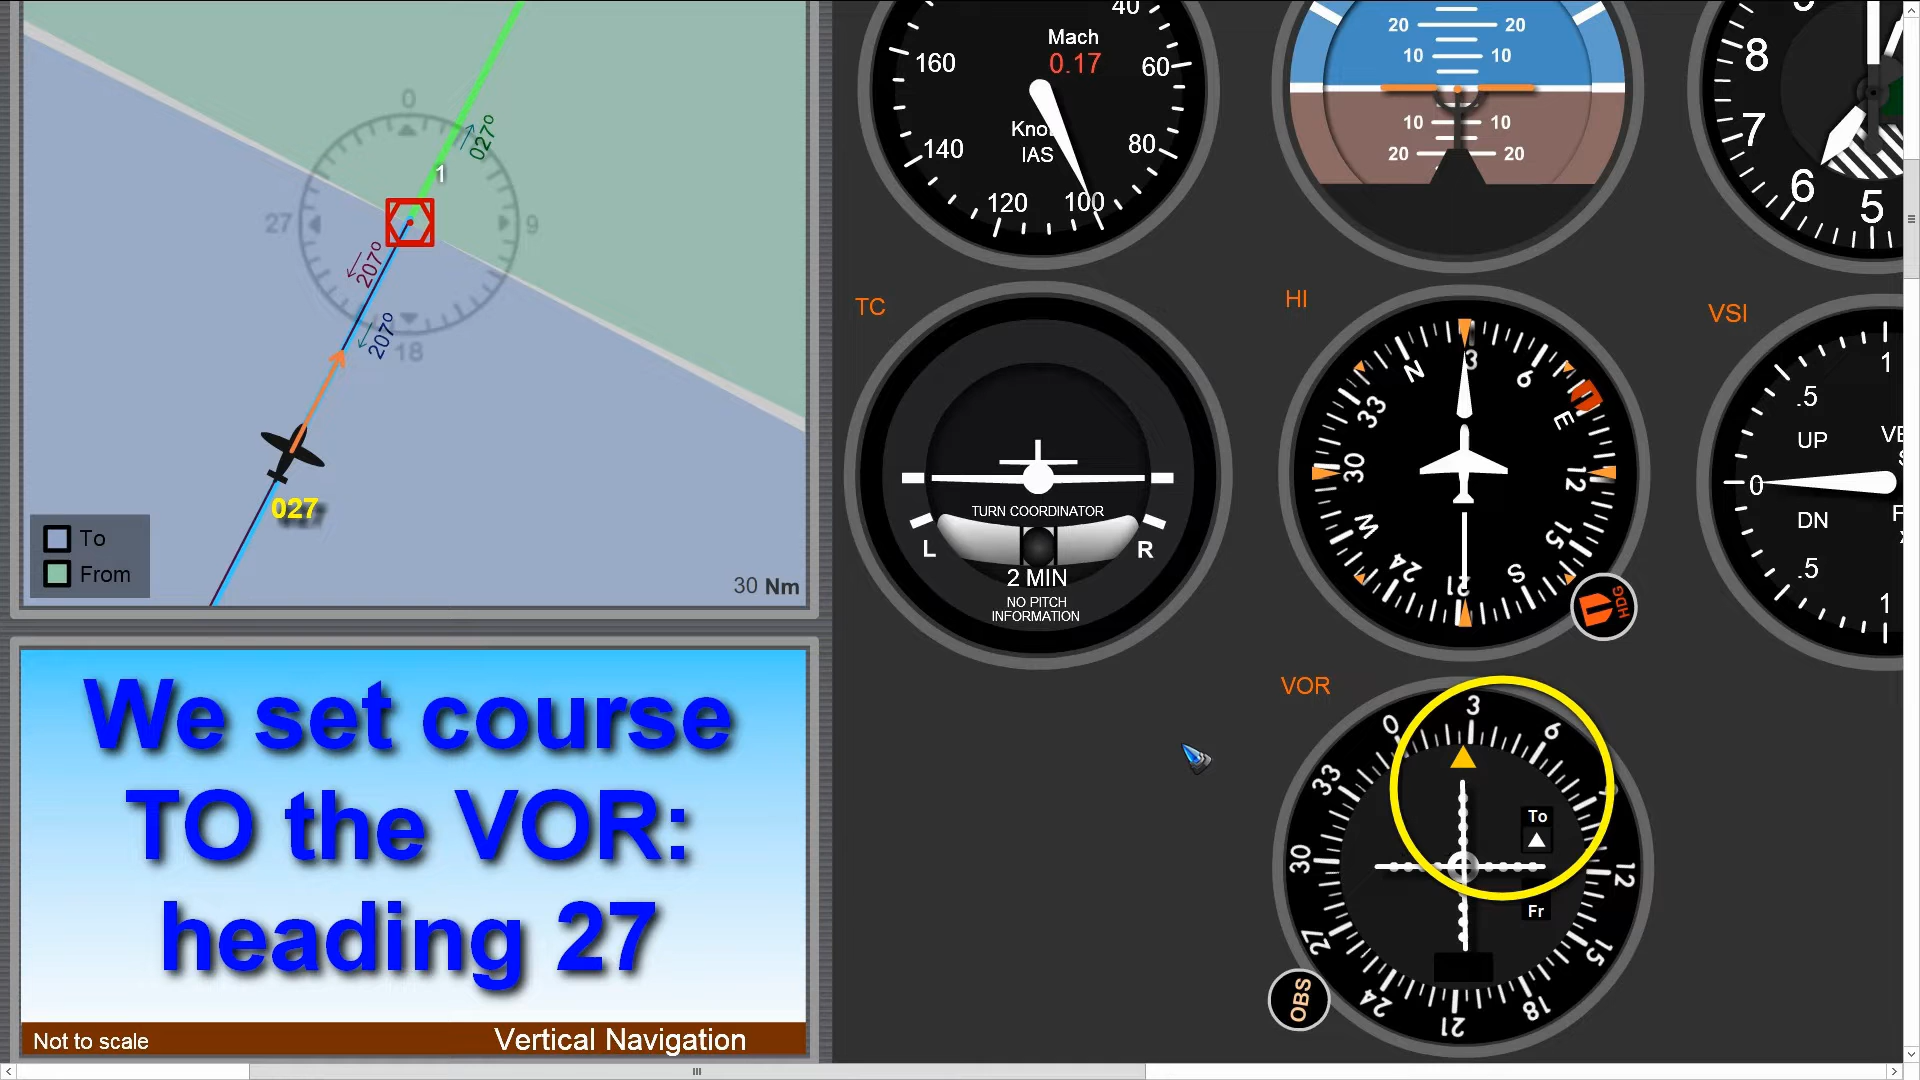 0
027º
1
27
9
207º
207º
18
027
To
From
30 Nm
We set course
TO the VOR:
heading 27
Not to scale
Vertical Navigation
40
Mach
0.17
160
60
IAS
140
80
120
100
20 20
10 10
10 10
20 20
8
7
6
5
TC
TURN COORDINATOR
L R
2 MIN
NO PITCH
INFORMATION
HI
N 3 6 E 12 15 S 21 24 W 30 33
HDG
VSI
1
.5
UP
0
DN
.5
1
VOR
0 3 6 12 15 18 21 24 27 30 33
To
Fr
OBS